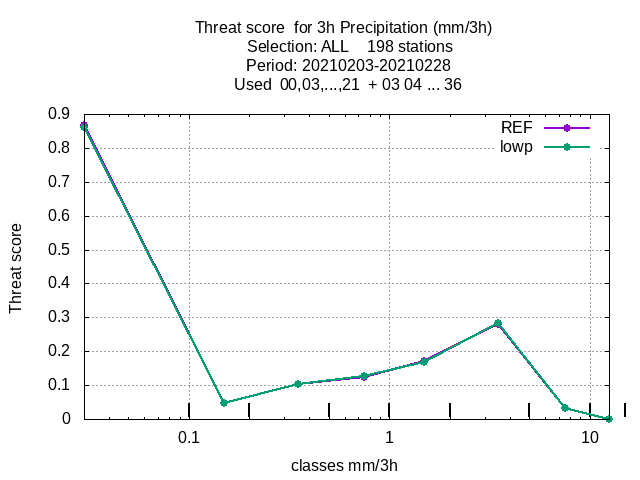 Threat score  for 3h Precipitation (mm/3h)
Selection: ALL    198 stations
Period: 20210203-20210228
Used  00,03,...,21  + 03 04 ... 36
REF
lowp
0.9
0.8
0.7
0.6
0.5
0.4
0.3
0.2
0.1
0
Threat score
0.1
1
10
classes mm/3h